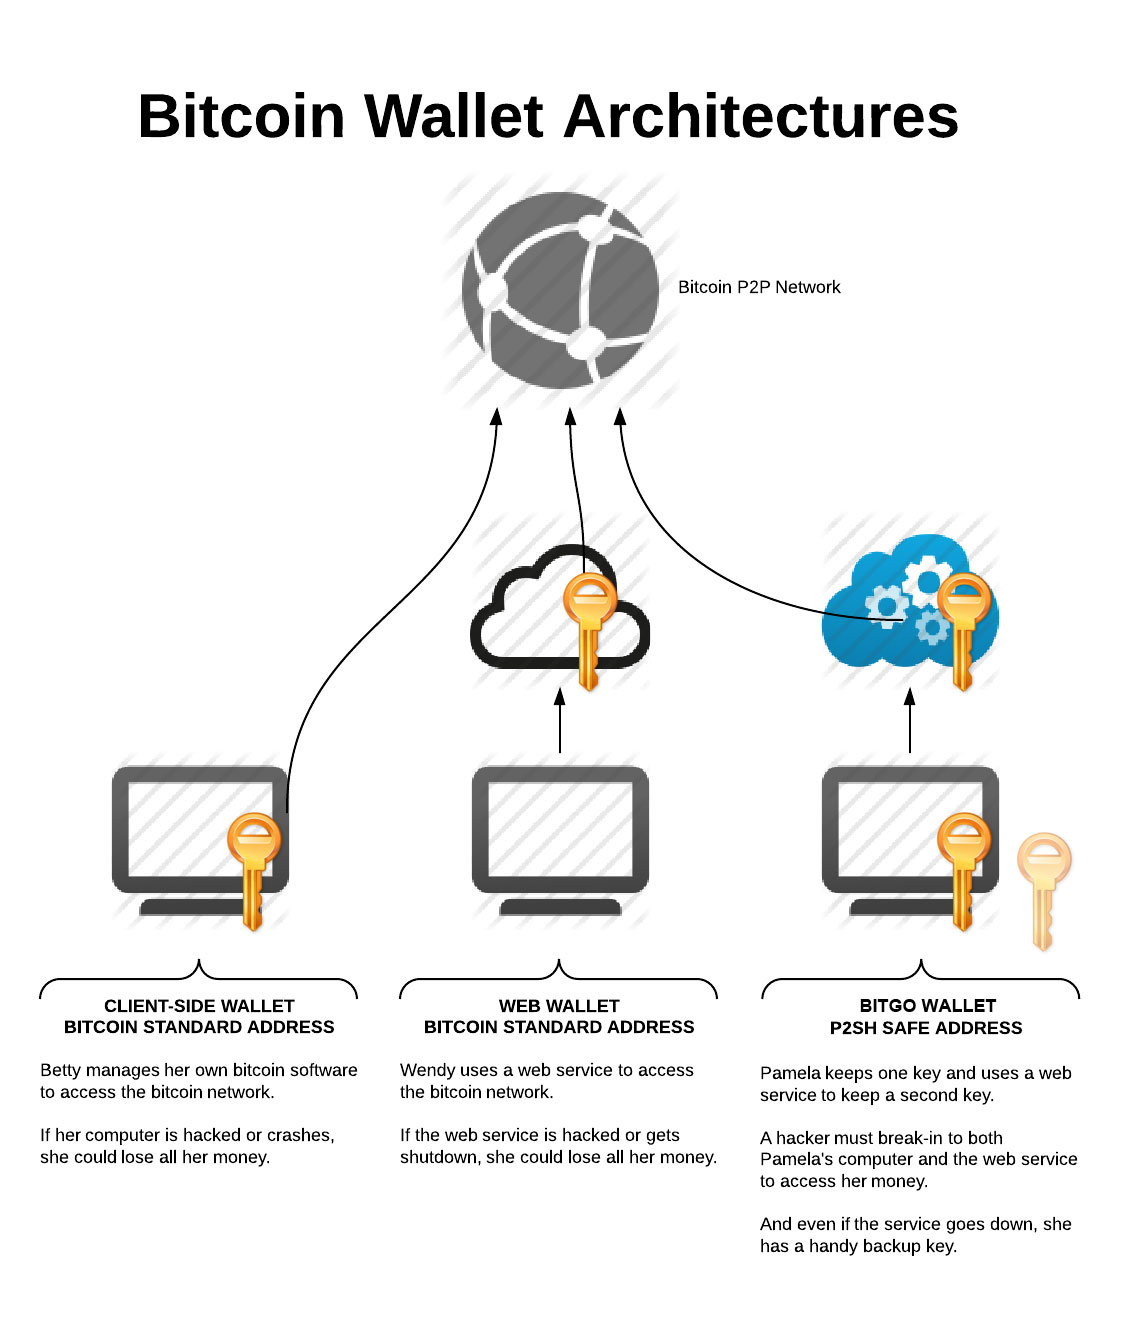 Bitcoin Wallet Architectures
Bitcoin P2P Network
CLIENT-SIDE WALLET
BITCOIN STANDARD ADDRESS
Betty manages her own bitcoin software
to access the bitcoin network.
If her computer is hacked or crashes,
she could lose all her money.
WEB WALLET
BITCOIN STANDARD ADDRESS
Wendy uses a web service to access
the bitcoin network.
If the web service is hacked or gets
shutdown, she could lose all her money.
BITGO WALLET
P2SH SAFE ADDRESS
Pamela keeps one key and uses a web
service to keep a second key.
A hacker must break-in to both
Pamela's computer and the web service
to access her money.
And even if the service goes down, she
has a handy backup key.